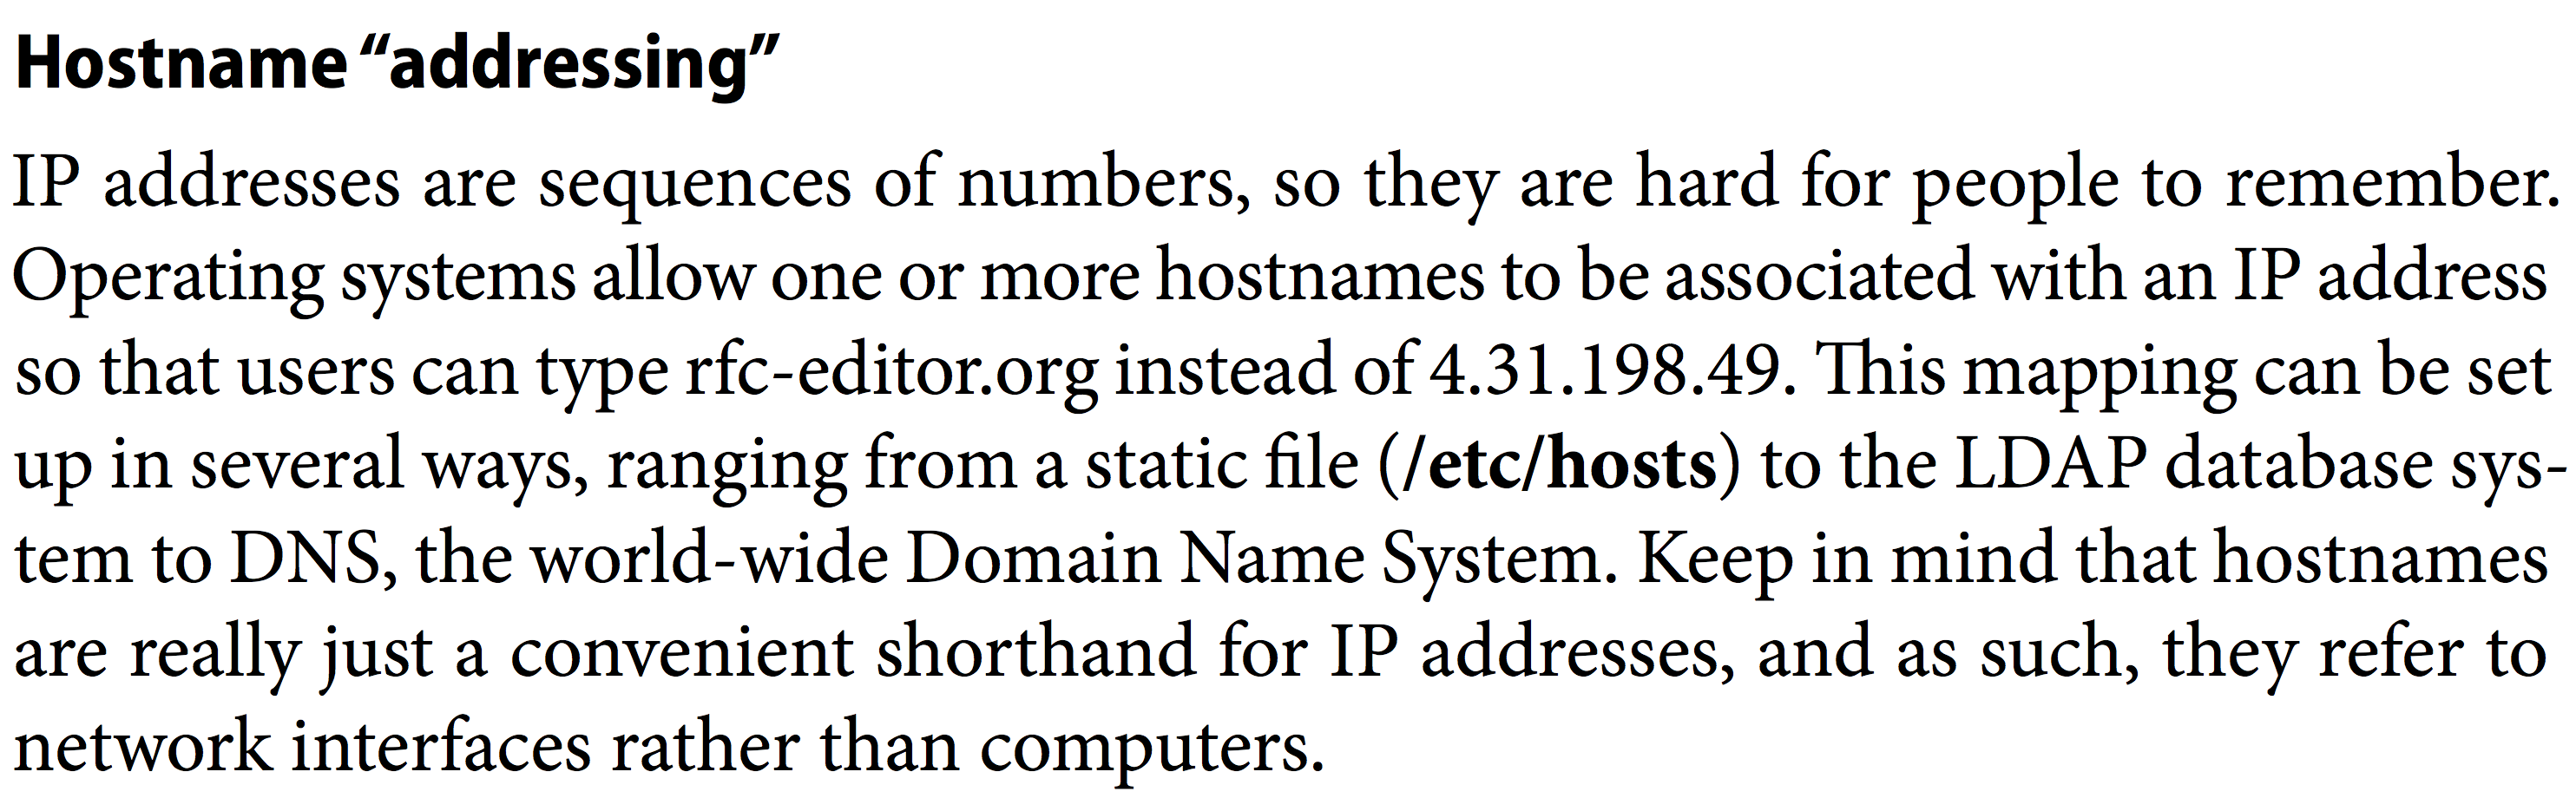 Hostname “addressing”
IP addresses are sequences of numbers, so they are hard for people to remember.
Operating systems allow one or more hostnames to be associated with an IP address
so that users can type rfc-editor.org instead of 4.31.198.49. This mapping can be set
up in several ways, ranging from a static file (/etc/hosts) to the LDAP database sys-
tem to DNS, the world-wide Domain Name System. Keep in mind that hostnames
are really just a convenient shorthand for IP addresses, and as such, they refer to
network interfaces rather than computers.